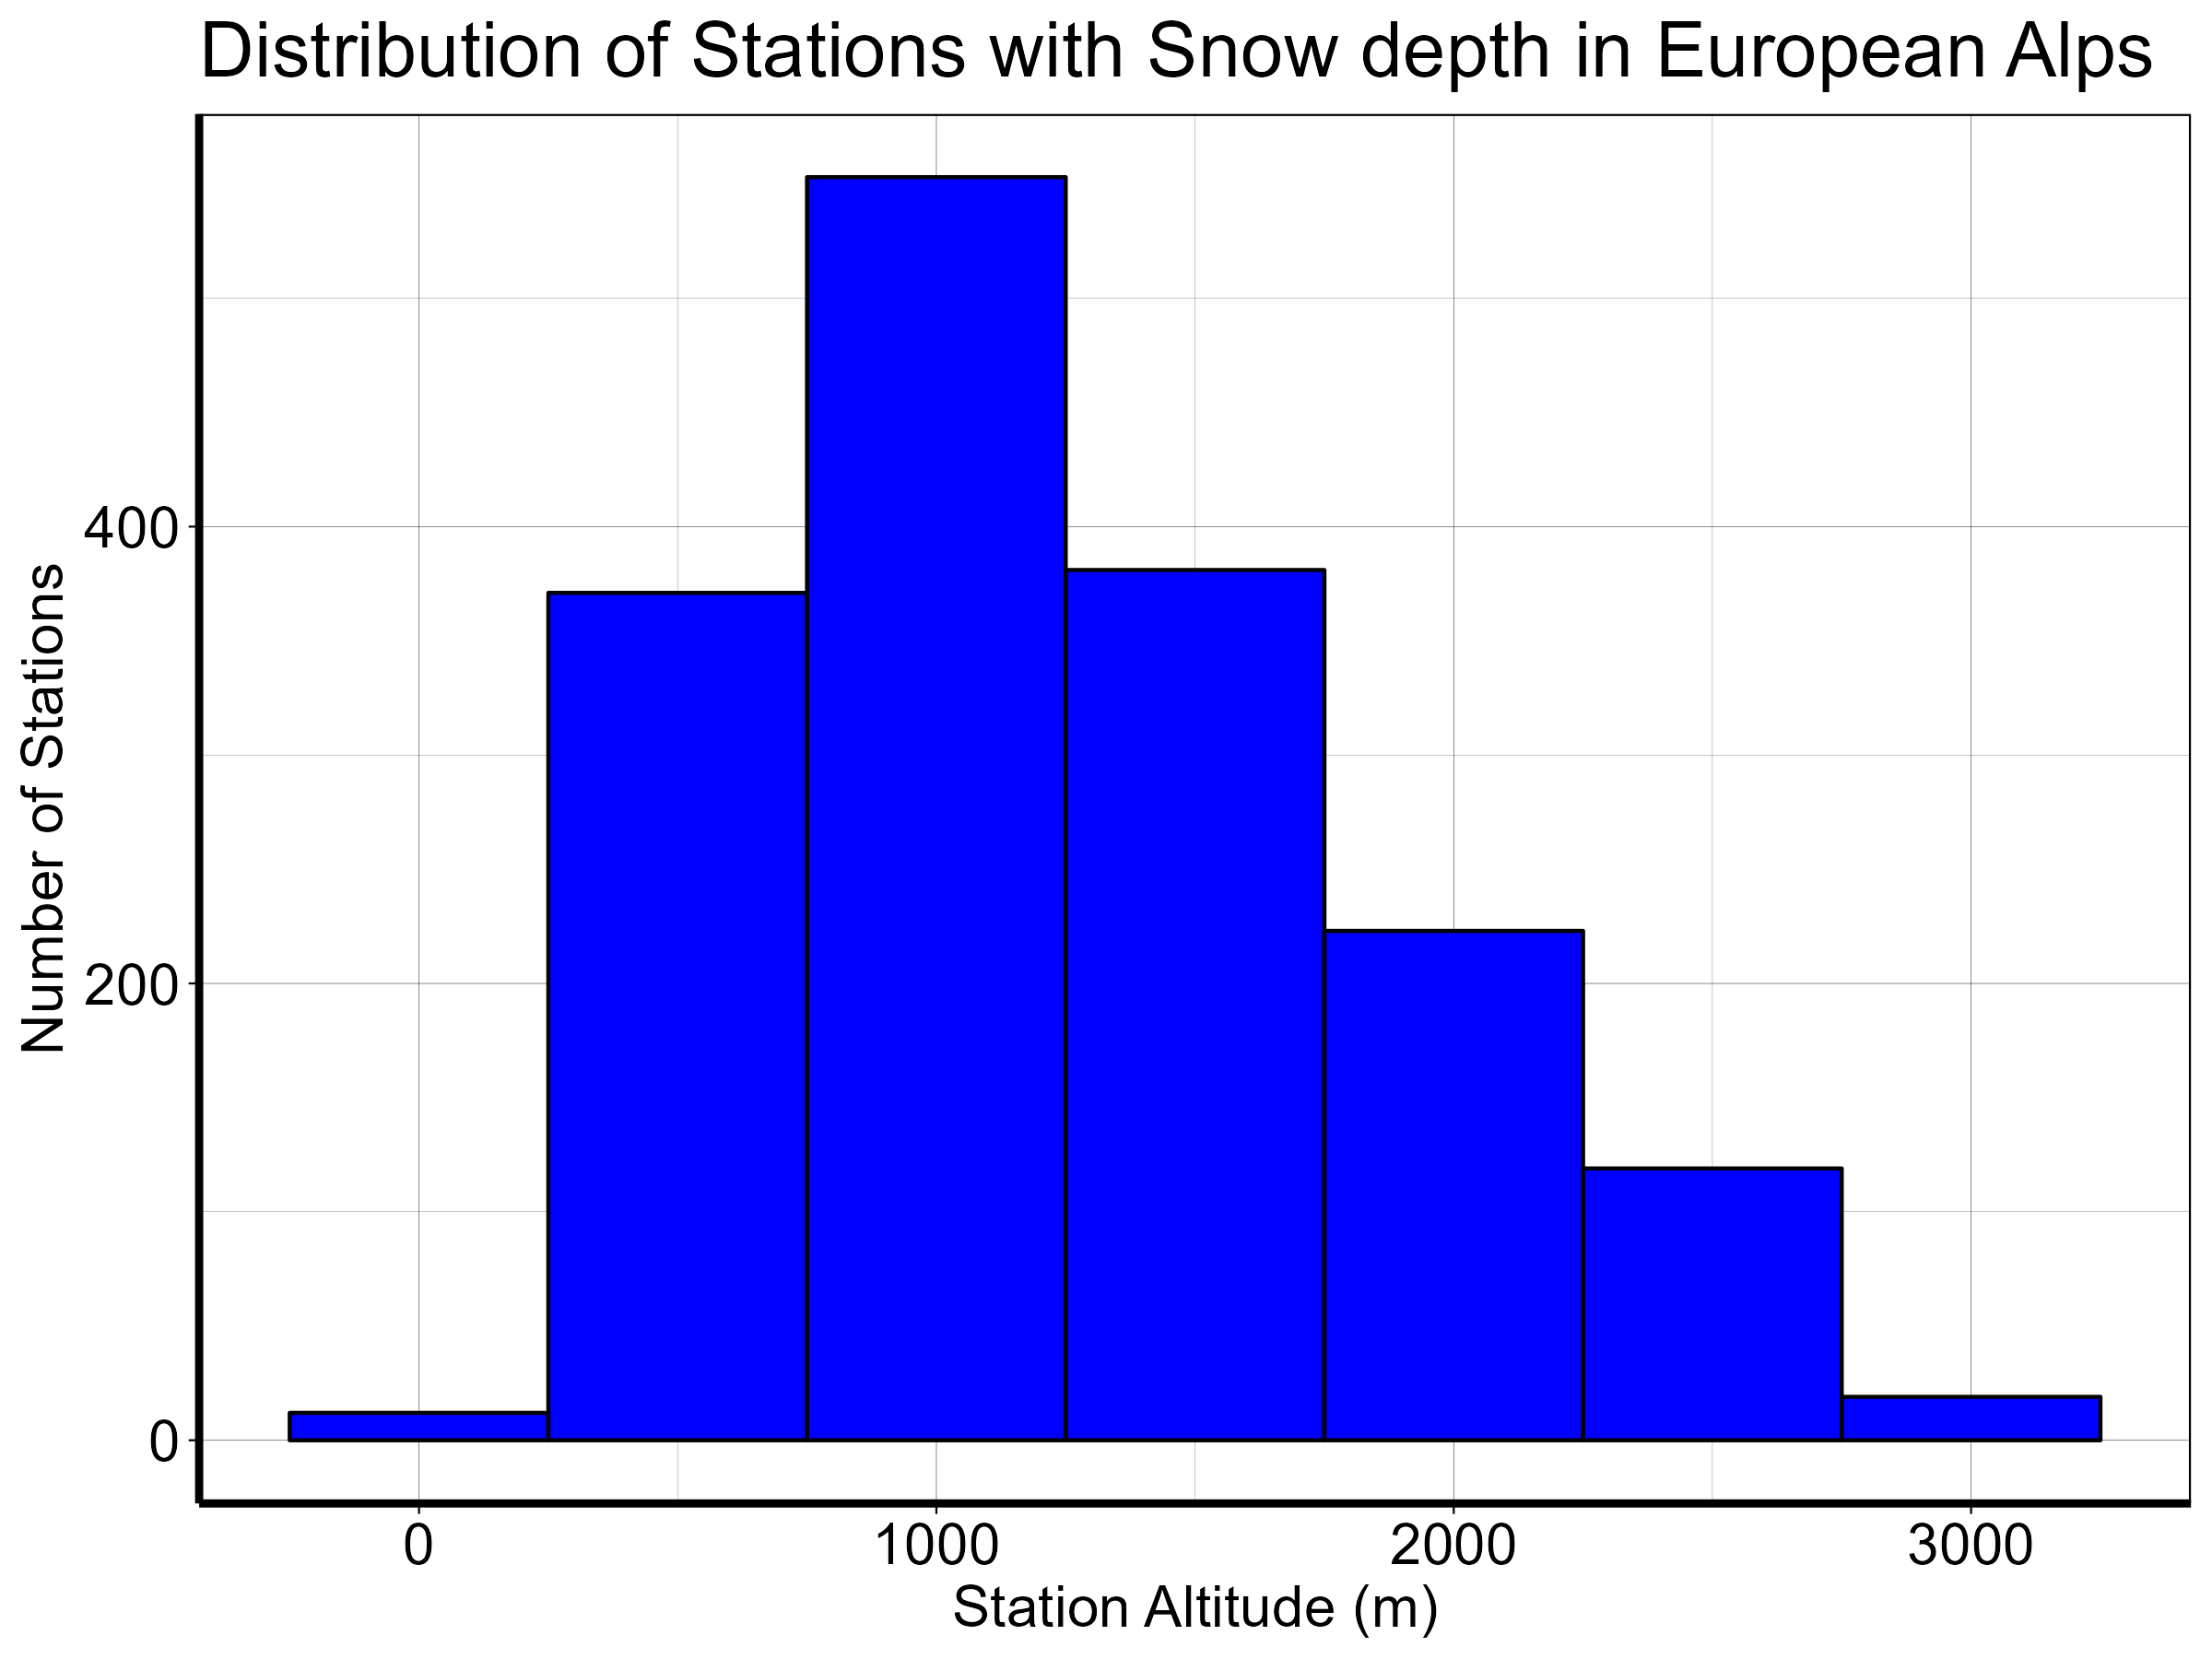 Distribution of Stations with Snow depth in European Alps
Number of Stations
400
200
0
0 1000 2000 3000
Station Altitude (m)